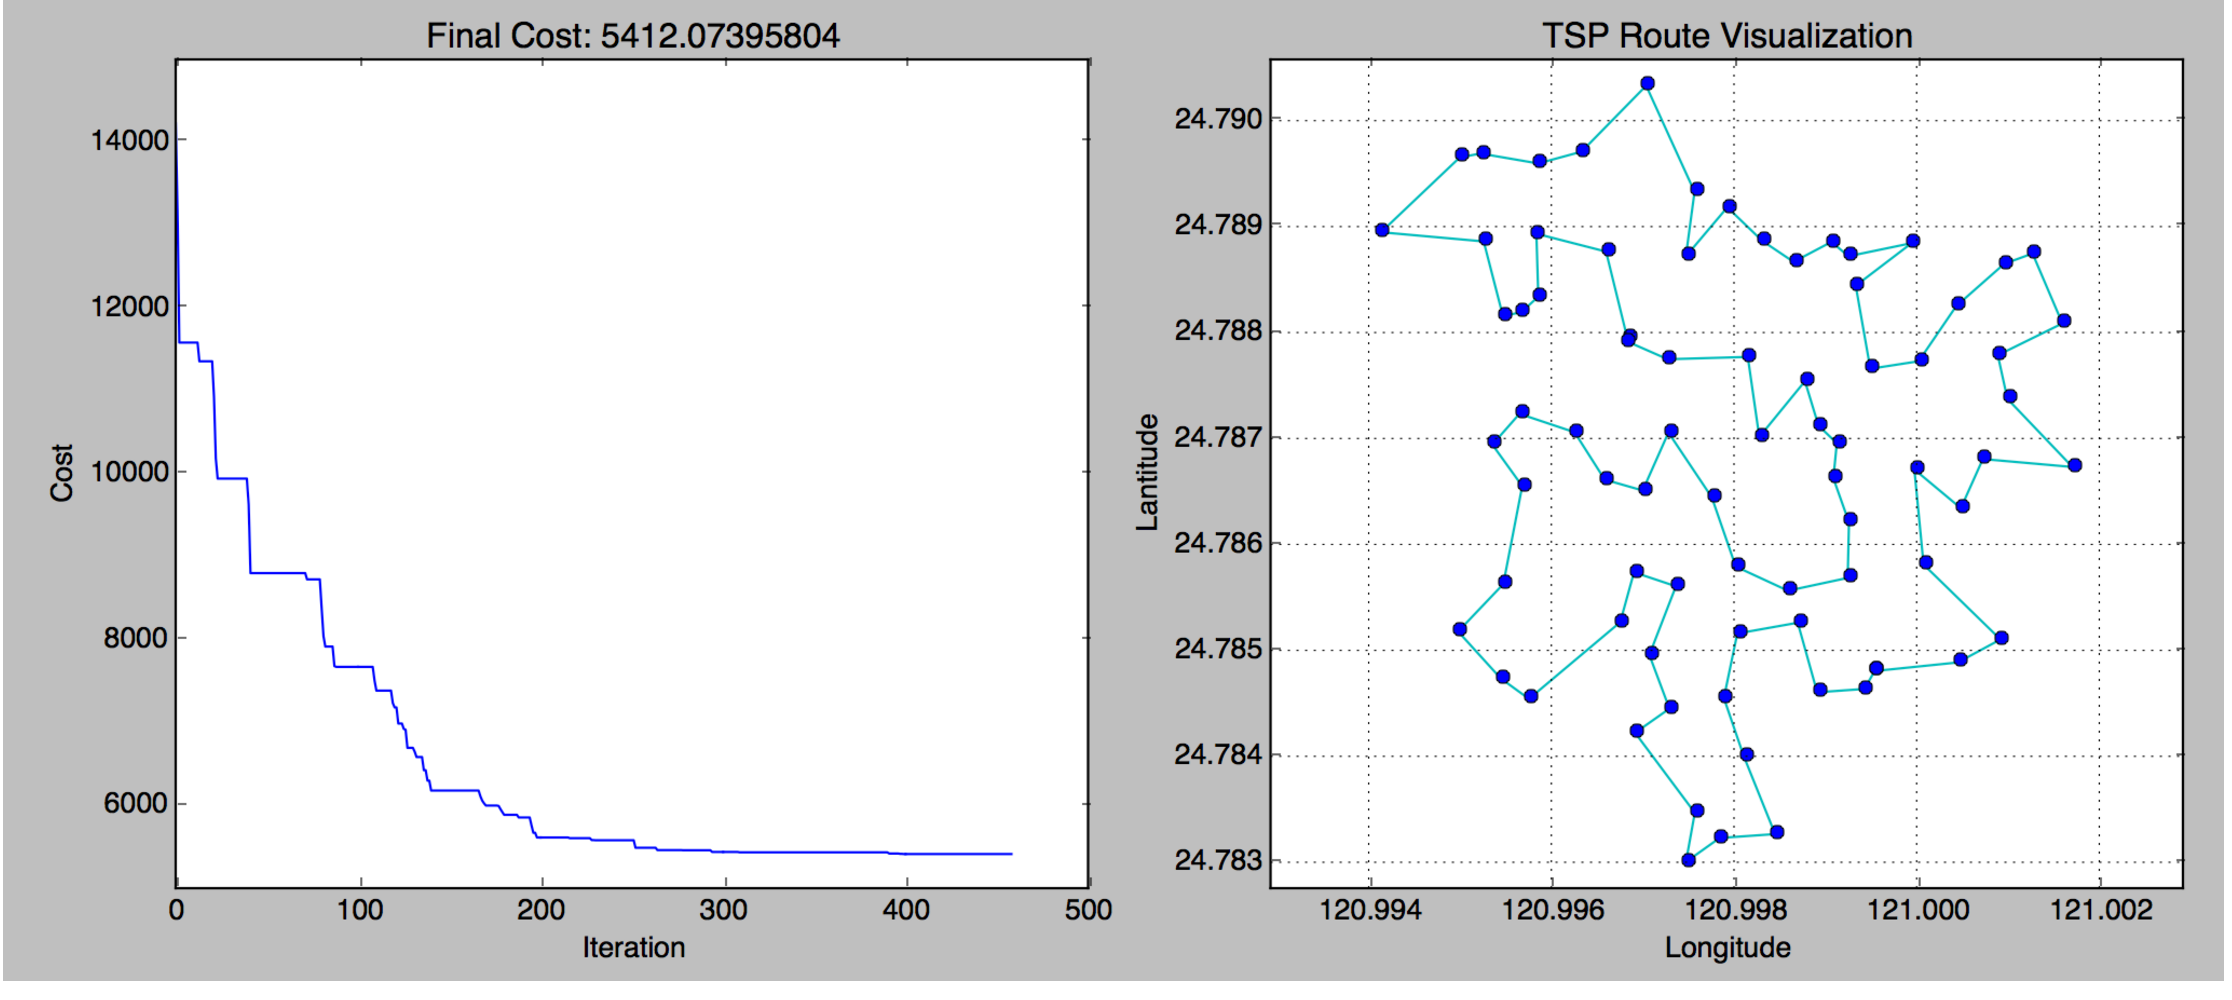 Final Cost: 5412.07395804
14000
12000
10000
8000
6000
Cost
0 100 200 300 400 500
Iteration
TSP Route Visualization
24.790
24.789
24.788
24.787
24.786
24.785
24.784
24.783
Lantitude
120.994 120.996 120.998 121.000 121.002
Longitude